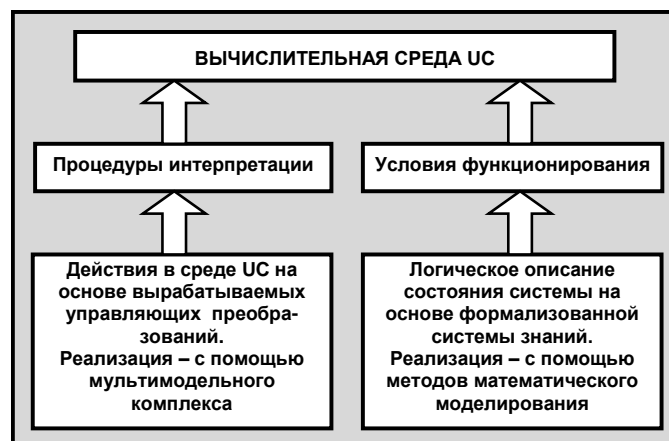 ВЫЧИСЛИТЕЛЬНАЯ СРЕДА UC
Процедуры интерпретации
Условия функционирования
Действия в среде UC на
основе вырабатываемых
управляющих преобра-
зований.
Реализация – с помощью
мультимодельного
комплекса
Логическое описание
состояния системы на
основе формализованной
системы знаний.
Реализация – с помощью
методов математического
моделирования